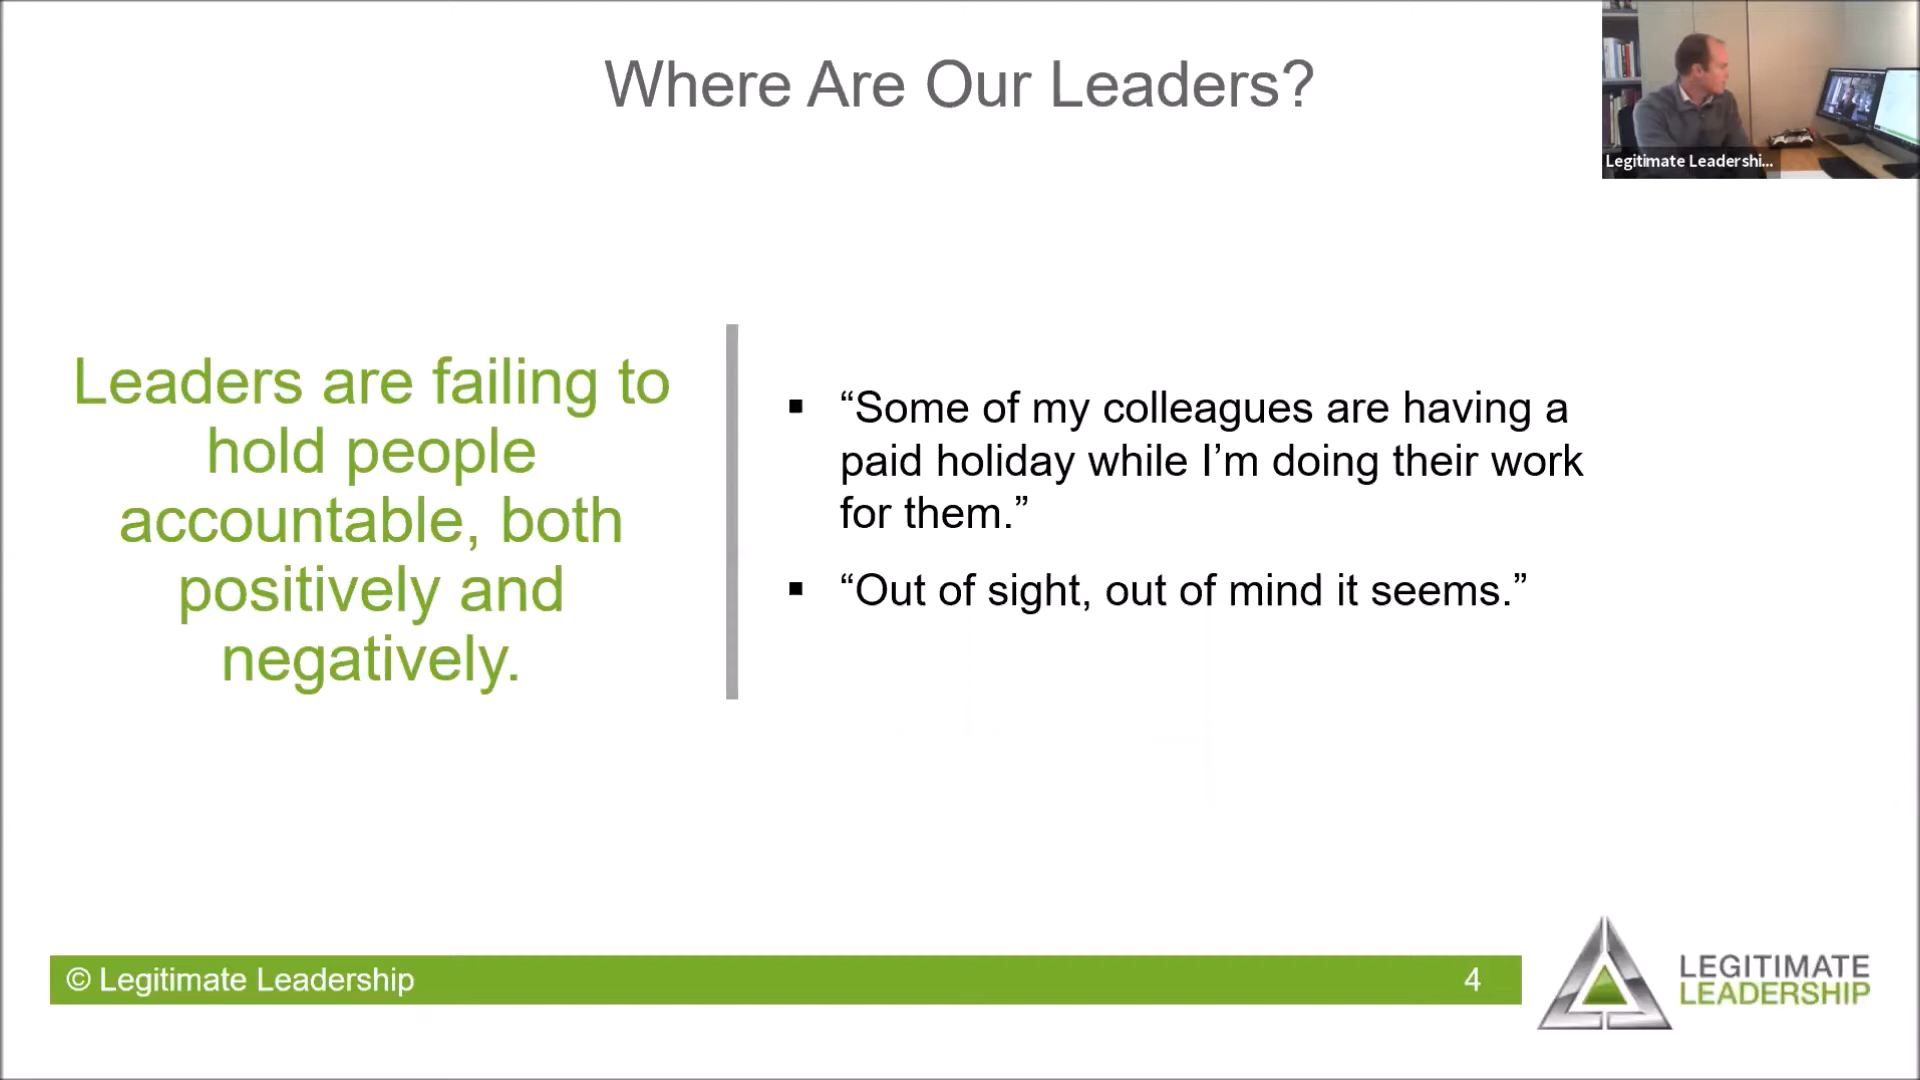 Where Are Our Leaders?
Legitimate Leadershi...
Leaders are failing to
hold people
accountable, both
positively and
negatively.
▪ “Some of my colleagues are having a
paid holiday while I’m doing their work
for them.”
▪ “Out of sight, out of mind it seems.”
© Legitimate Leadership
4
LEGITIMATE
LEADERSHIP